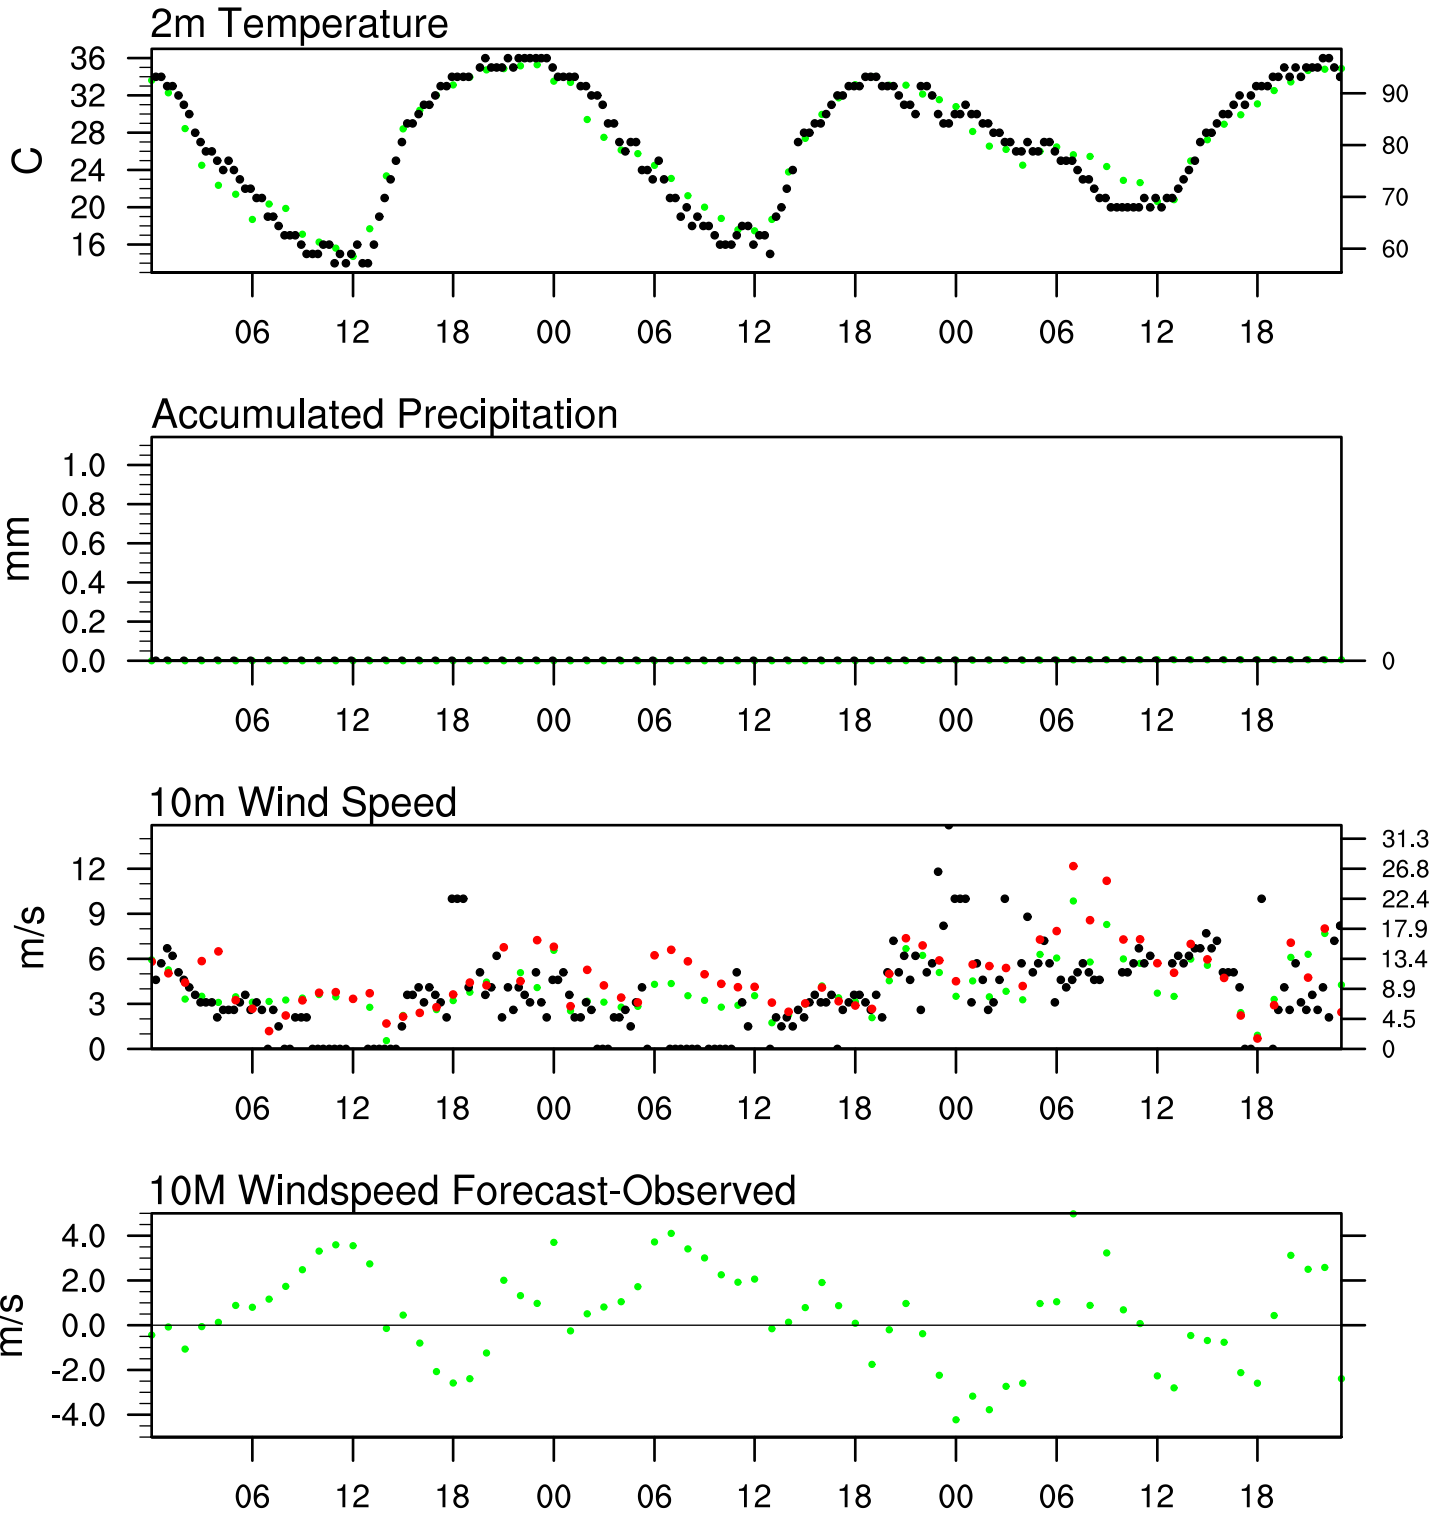 2m Temperature
36
32
28
24
20
16
C
90
80
70
60
06 12 18 00 06 12 18 00 06 12 18
Accumulated Precipitation
1.0
0.8
0.6
0.4
0.2
0.0
mm
0
06 12 18 00 06 12 18 00 06 12 18
10m Wind Speed
12
9
6
3
0
m/s
31.3
26.8
22.4
17.9
13.4
8.9
4.5
0
06 12 18 00 06 12 18 00 06 12 18
10M Windspeed Forecast-Observed
4.0
2.0
0.0
-2.0
-4.0
m/s
06 12 18 00 06 12 18 00 06 12 18